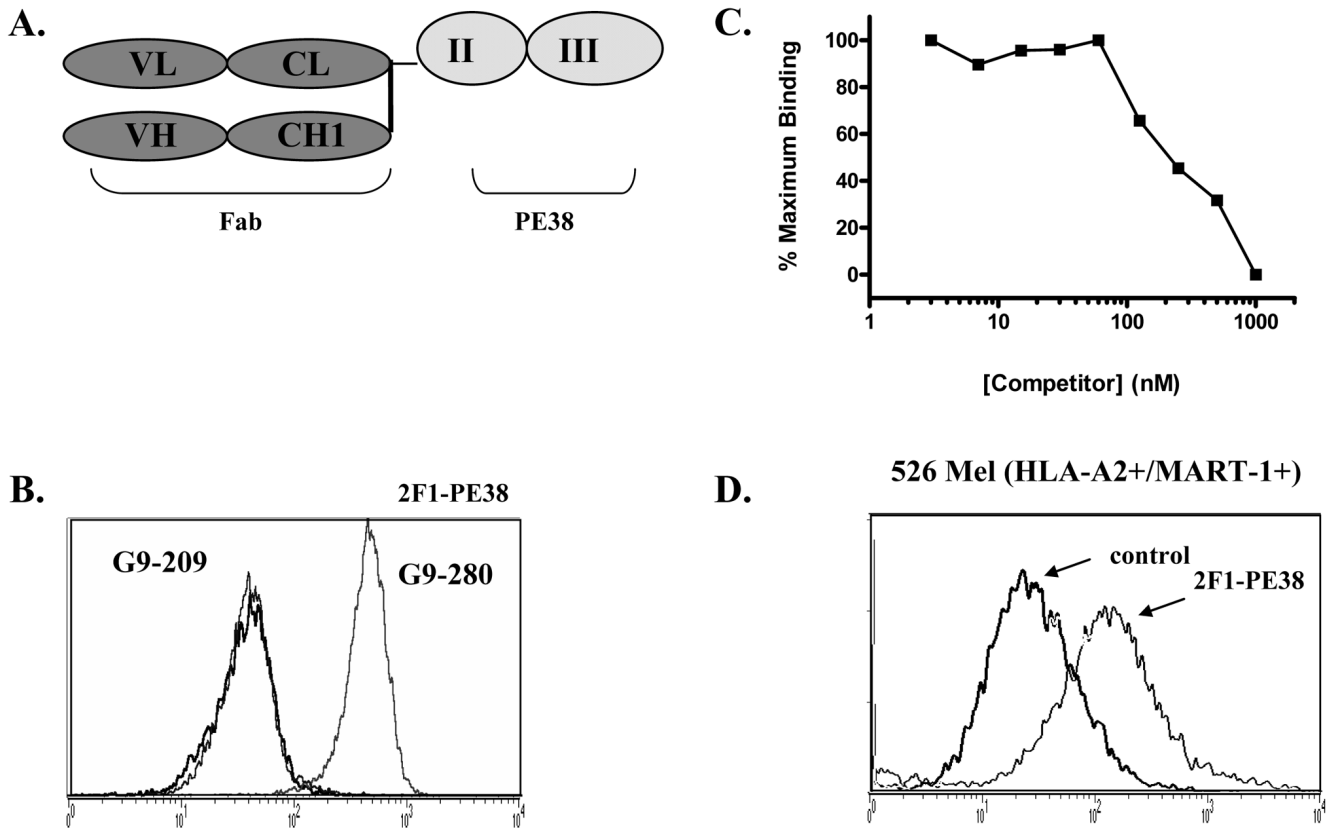 A.
VL CL II III
VH CH1
Fab PE38
C.
% Maximum Binding
100
80
60
40
20
0
1 10 100 1000
[Competitor] (nM)
B.
2F1-PE38
G9-209
G9-280
10^0 10^1 10^2 10^3 10^4
D.
526 Mel (HLA-A2+/MART-1+)
control
2F1-PE38
10^0 10^1 10^2 10^3 10^4